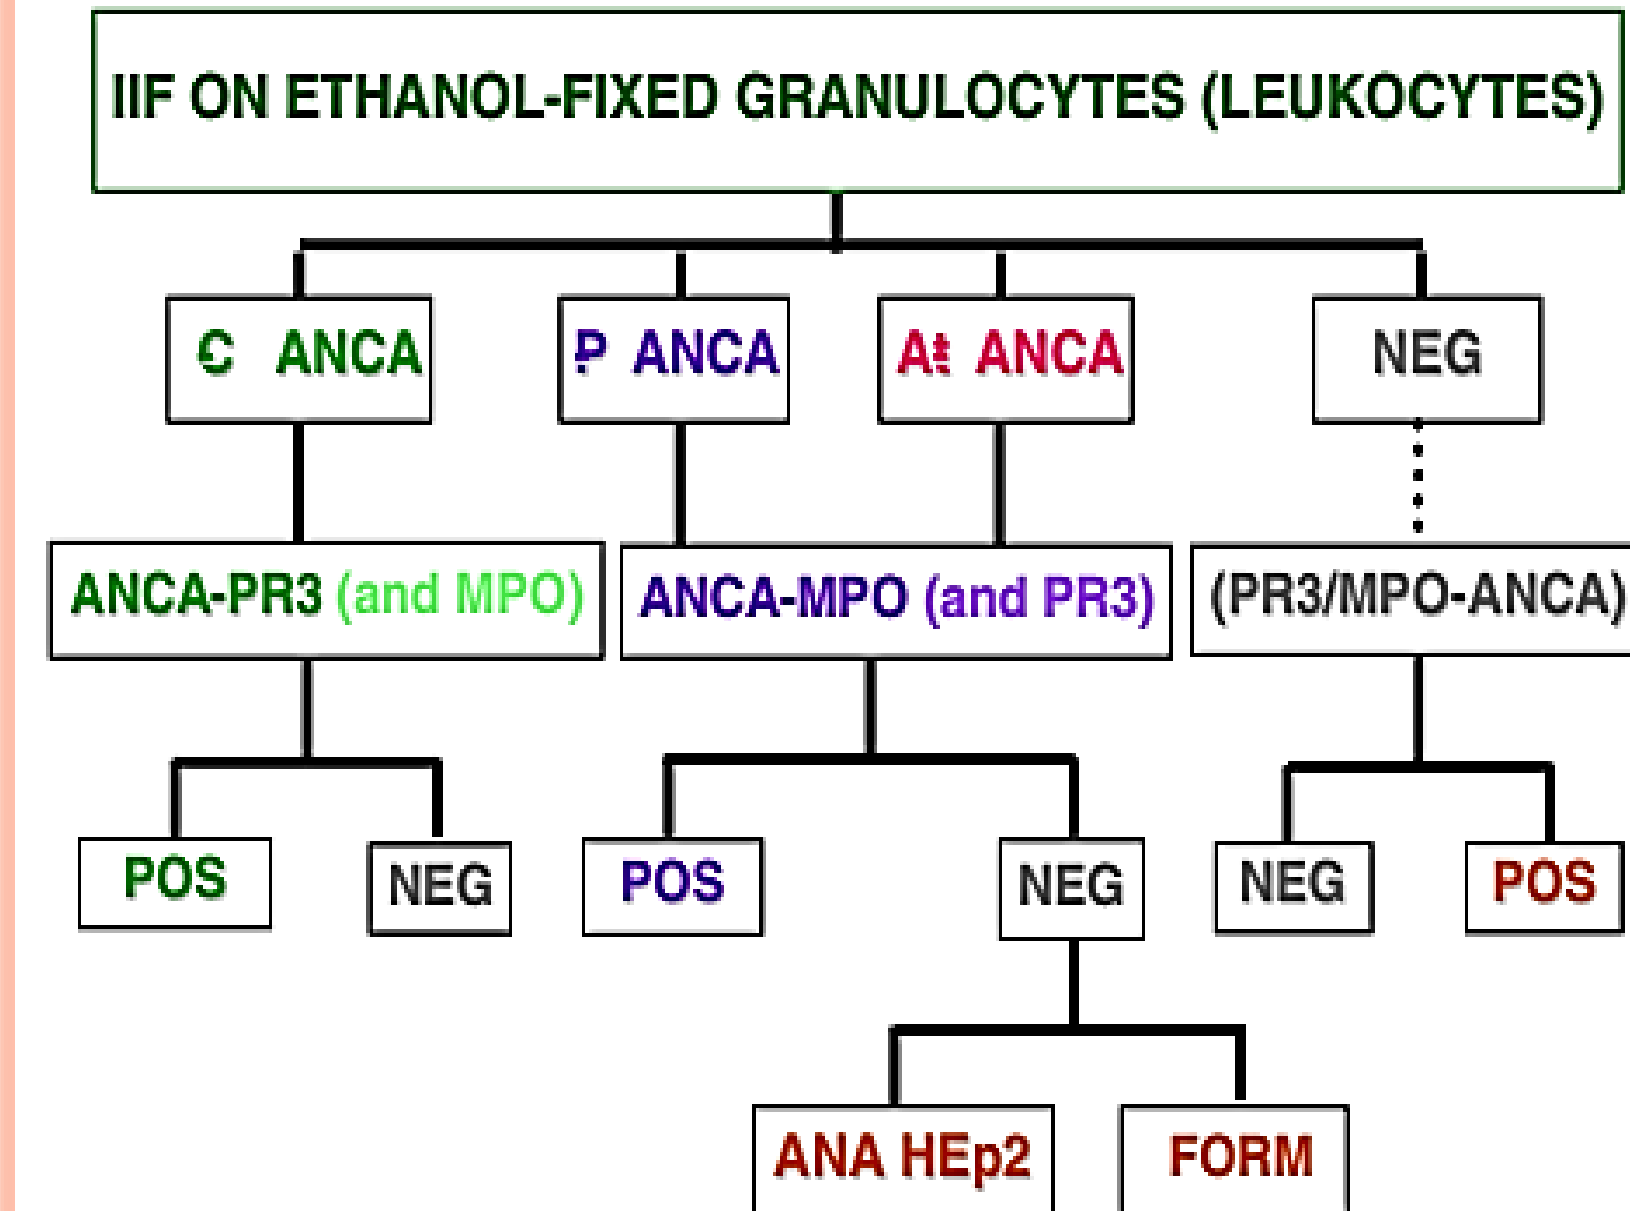 IIF ON ETHANOL-FIXED GRANULOCYTES (LEUKOCYTES)
C ANCA
P ANCA
At ANCA
NEG
ANCA-PR3 (and MPO)
ANCA-MPO (and PR3)
(PR3/MPO-ANCA)
POS
NEG
POS
NEG
NEG
POS
ANA HEp2
FORM